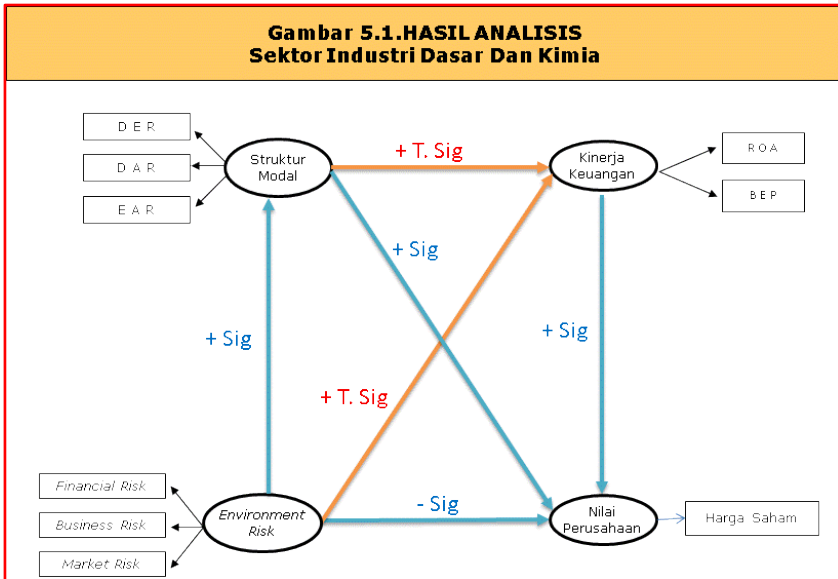 Gambar 5.1.HASIL ANALISIS
Sektor Industri Dasar Dan Kimia
D E R
D A R
E A R
Struktur
Modal
+ T. Sig
Kinerja
Keuangan
R O A
B E P
+ Sig
+ Sig
+ Sig
+ T. Sig
Financial Risk
Business Risk
Market Risk
Environment
Risk
- Sig
Nilai
Perusahaan
Harga Saham